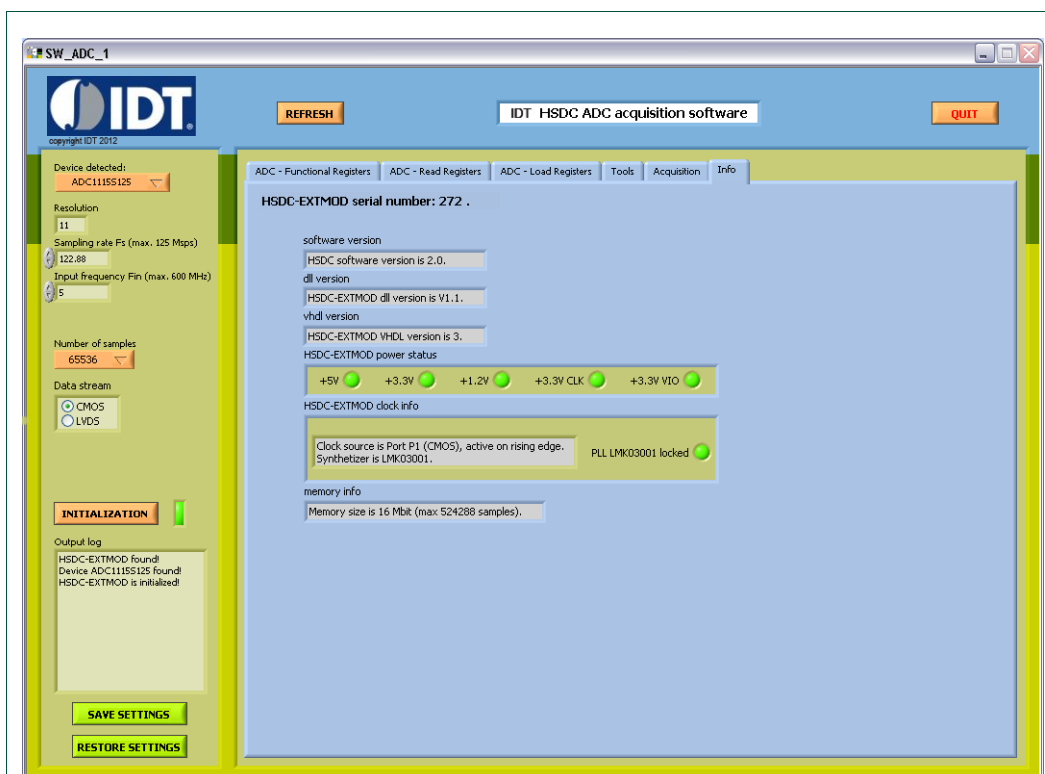 SW_ADC_1
IDT
copyright IDT 2012
REFRESH
IDT HSDC ADC acquisition software
QUIT
Device detected:
ADC1115S125
Resolution
11
Sampling rate Fs (max. 125 Msps)
122.88
Input frequency Fin (max. 600 MHz)
5
Number of samples
65536
Data stream
CMOS
LVDS
INITIALIZATION
Output log
HSDC-EXTMOD found!
Device ADC1115S125 found!
HSDC-EXTMOD is initialized!
SAVE SETTINGS
RESTORE SETTINGS
ADC - Functional Registers
ADC - Read Registers
ADC - Load Registers
Tools
Acquisition
Info
HSDC-EXTMOD serial number: 272 .
software version
HSDC software version is 2.0.
dll version
HSDC-EXTMOD dll version is V1.1.
vhdl version
HSDC-EXTMOD VHDL version is 3.
HSDC-EXTMOD power status
+5V +3.3V +1.2V +3.3V CLK +3.3V VIO
HSDC-EXTMOD clock info
Clock source is Port P1 (CMOS), active on rising edge.
Synthetizer is LMK03001.
PLL LMK03001 locked
memory info
Memory size is 16 Mbit (max 524288 samples).